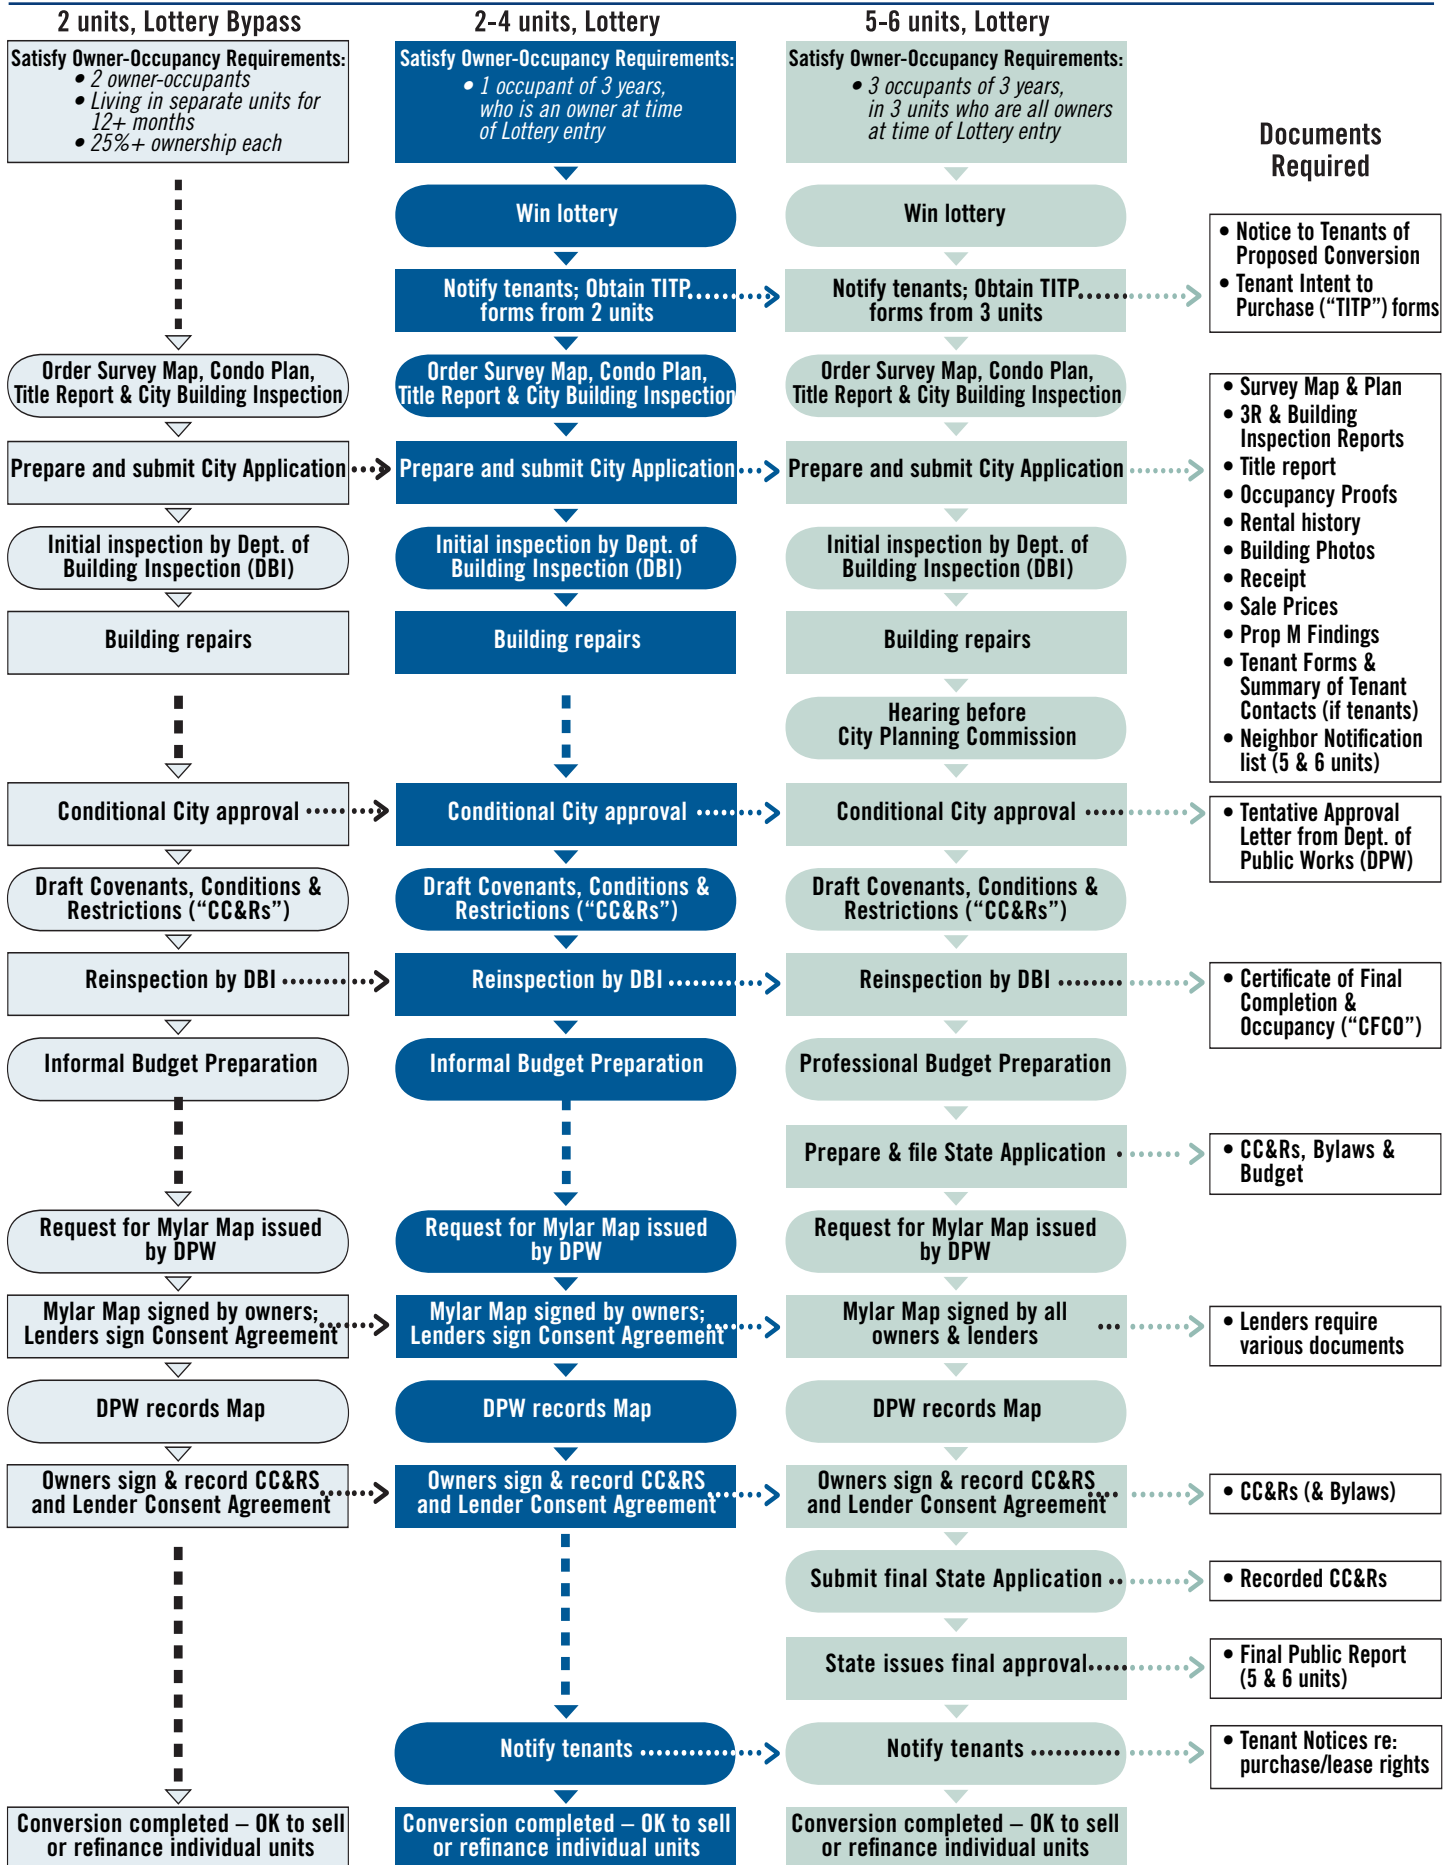 2 units, Lottery Bypass
Satisfy Owner-Occupancy Requirements:
• 2 owner-occupants
• Living in separate units for
12+ months
• 25%+ ownership each
Order Survey Map, Condo Plan,
Title Report & City Building Inspection
Prepare and submit City Application
Initial inspection by Dept. of
Building Inspection (DBI)
Building repairs
Conditional City approval
Draft Covenants, Conditions &
Restrictions (“CC&Rs”)
Reinspection by DBI
Informal Budget Preparation
Request for Mylar Map issued
by DPW
Mylar Map signed by owners;
Lenders sign Consent Agreement
DPW records Map
Owners sign & record CC&RS
and Lender Consent Agreement
Conversion completed – OK to sell
or refinance individual units
2-4 units, Lottery
Satisfy Owner-Occupancy Requirements:
• 1 occupant of 3 years,
who is an owner at time
of Lottery entry
Win lottery
Notify tenants; Obtain TITP
forms from 2 units
Order Survey Map, Condo Plan,
Title Report & City Building Inspection
Prepare and submit City Application
Initial inspection by Dept. of
Building Inspection (DBI)
Building repairs
Conditional City approval
Draft Covenants, Conditions &
Restrictions (“CC&Rs”)
Reinspection by DBI
Informal Budget Preparation
Request for Mylar Map issued
by DPW
Mylar Map signed by owners;
Lenders sign Consent Agreement
DPW records Map
Owners sign & record CC&RS
and Lender Consent Agreement
Notify tenants
Conversion completed – OK to sell
or refinance individual units
5-6 units, Lottery
Satisfy Owner-Occupancy Requirements:
• 3 occupants of 3 years,
in 3 units who are all owners
at time of Lottery entry
Win lottery
Notify tenants; Obtain TITP
forms from 3 units
Order Survey Map, Condo Plan,
Title Report & City Building Inspection
Prepare and submit City Application
Initial inspection by Dept. of
Building Inspection (DBI)
Building repairs
Hearing before
City Planning Commission
Conditional City approval
Draft Covenants, Conditions &
Restrictions (“CC&Rs”)
Reinspection by DBI
Professional Budget Preparation
Prepare & file State Application
Request for Mylar Map issued
by DPW
Mylar Map signed by all
owners & lenders
DPW records Map
Owners sign & record CC&RS
and Lender Consent Agreement
Submit final State Application
State issues final approval
Notify tenants
Conversion completed – OK to sell
or refinance individual units
Documents
Required
• Notice to Tenants of
Proposed Conversion
• Tenant Intent to
Purchase (“TITP”) forms
• Survey Map & Plan
• 3R & Building
Inspection Reports
• Title report
• Occupancy Proofs
• Rental history
• Building Photos
• Receipt
• Sale Prices
• Prop M Findings
• Tenant Forms &
Summary of Tenant
Contacts (if tenants)
• Neighbor Notification
list (5 & 6 units)
• Tentative Approval
Letter from Dept. of
Public Works (DPW)
• Certificate of Final
Completion &
Occupancy (“CFCO”)
• CC&Rs, Bylaws &
Budget
• Lenders require
various documents
• CC&Rs (& Bylaws)
• Recorded CC&Rs
• Final Public Report
(5 & 6 units)
• Tenant Notices re:
purchase/lease rights